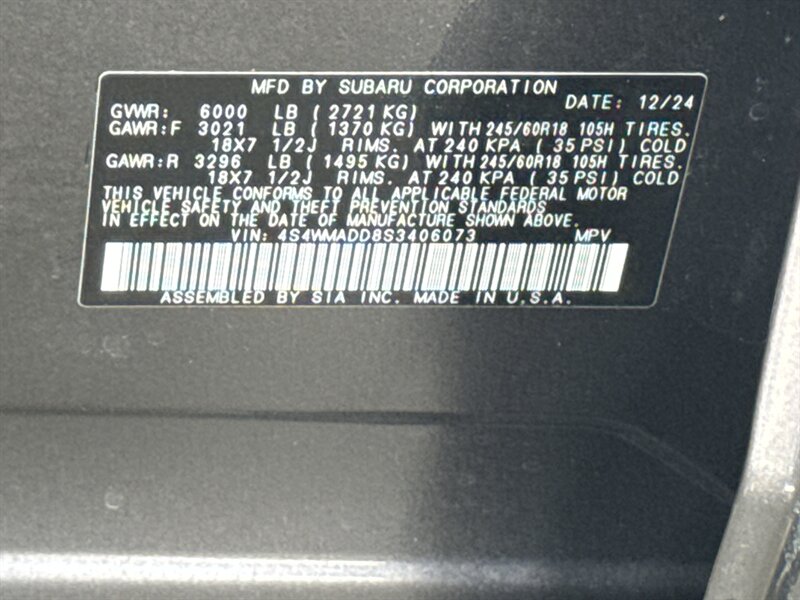 MFD BY SUBARU CORPORATION
DATE: 12/24
GVWR: 6000 LB ( 2721 KG)
GAWR:F 3021 LB ( 1370 KG) WITH 245/60R18 105H TIRES.
18X7 1/2J RIMS. AT 240 KPA ( 35 PSI) COLD
GAWR:R 3296 LB ( 1495 KG) WITH 245/60R18 105H TIRES.
18X7 1/2J RIMS. AT 240 KPA ( 35 PSI) COLD
THIS VEHICLE CONFORMS TO ALL APPLICABLE FEDERAL MOTOR
VEHICLE SAFETY AND THEFT PREVENTION STANDARDS
IN EFFECT ON THE DATE OF MANUFACTURE SHOWN ABOVE.
VIN: 4S4WMADD8S3406073 MPV
ASSEMBLED BY SIA INC. MADE IN U.S.A.